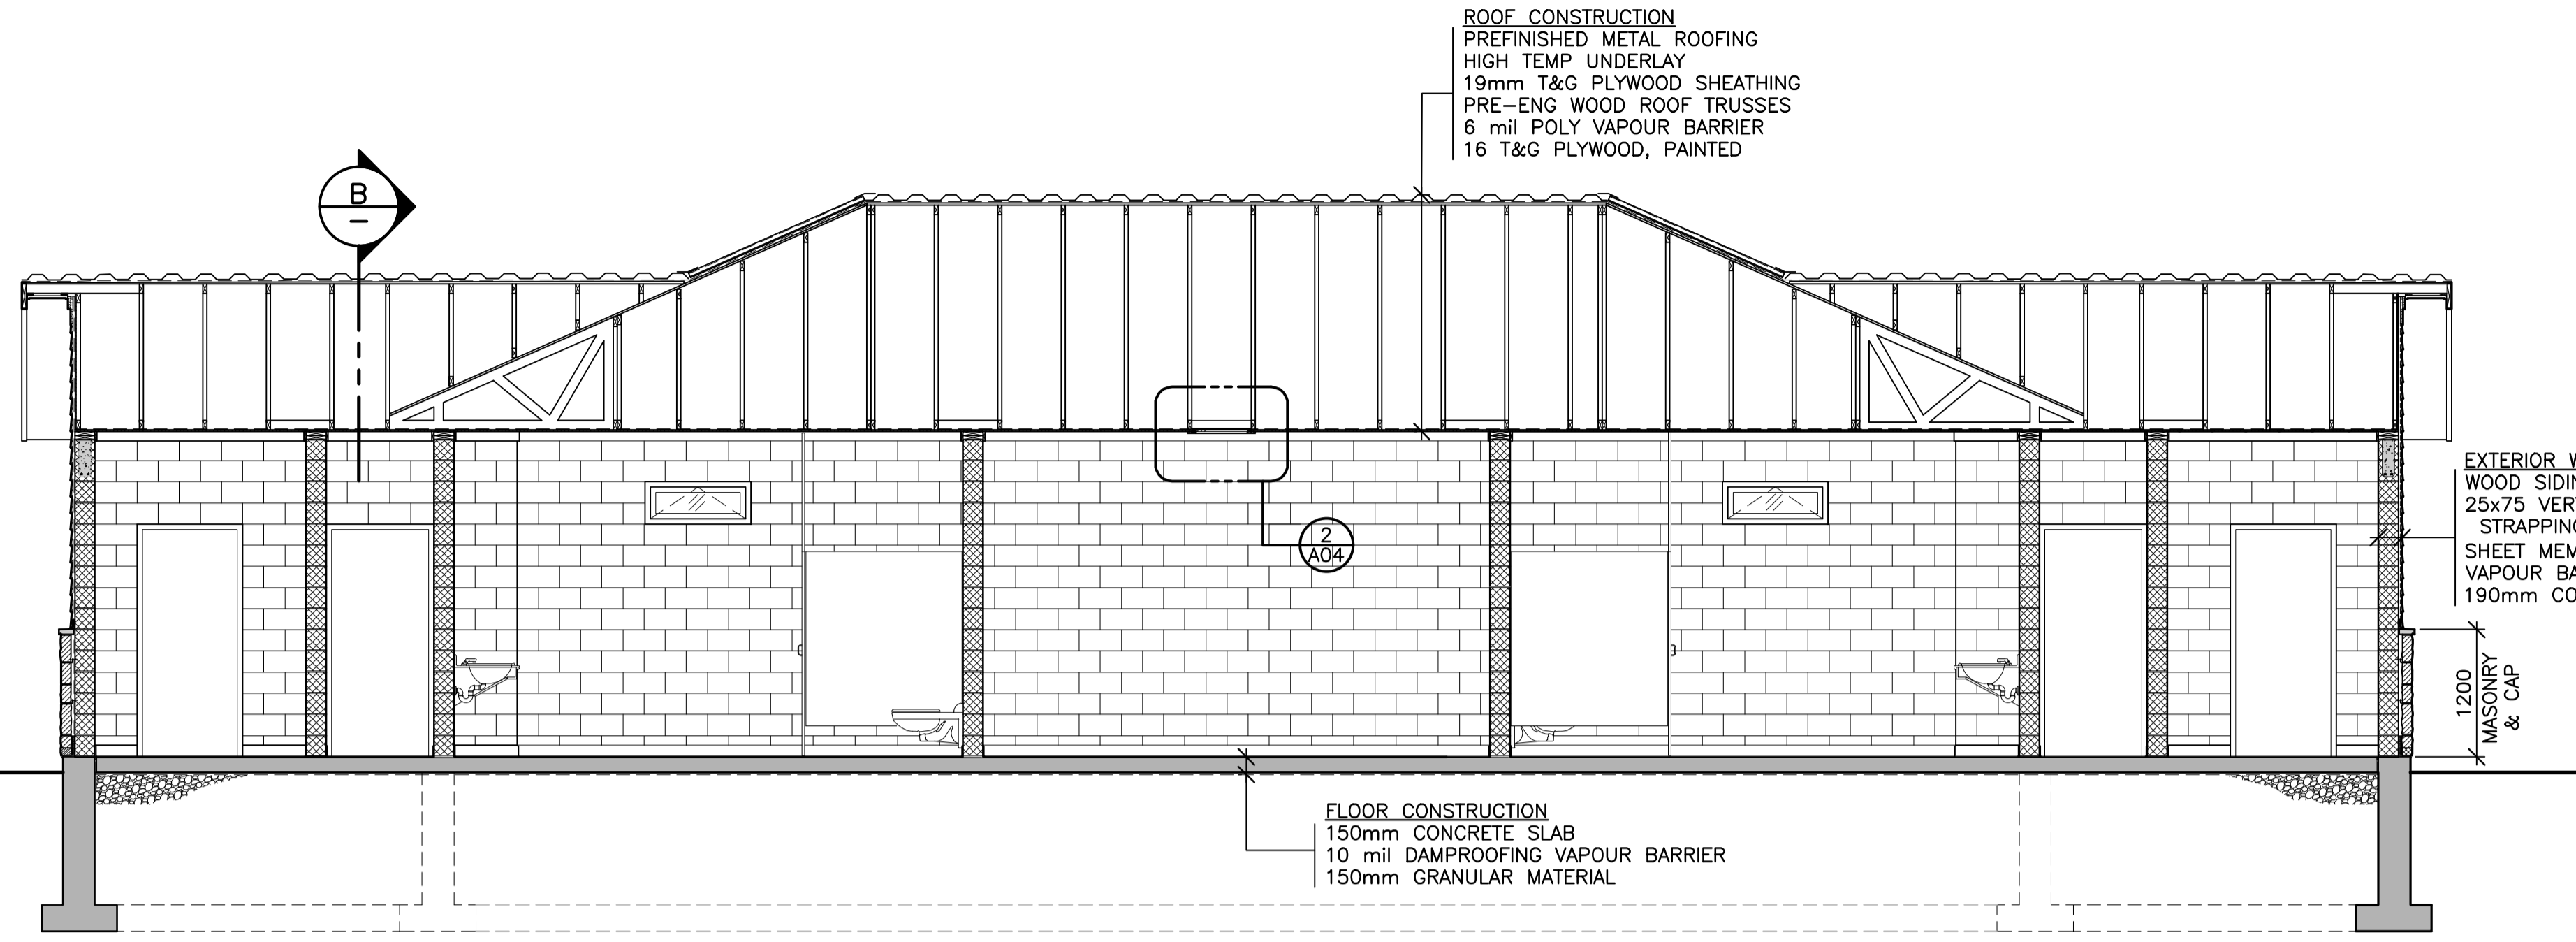 ROOF CONSTRUCTION
PREFINISHED METAL ROOFING
HIGH TEMP UNDERLAY
19mm T&G PLYWOOD SHEATHING
PRE-ENG WOOD ROOF TRUSSES
6 mil POLY VAPOUR BARRIER
16 T&G PLYWOOD, PAINTED
B
–
2
A04
EXTERIOR W
WOOD SIDIN
25x75 VER
STRAPPING
SHEET MEM
VAPOUR BA
190mm CO
1200
MASONRY
& CAP
FLOOR CONSTRUCTION
150mm CONCRETE SLAB
10 mil DAMPROOFING VAPOUR BARRIER
150mm GRANULAR MATERIAL